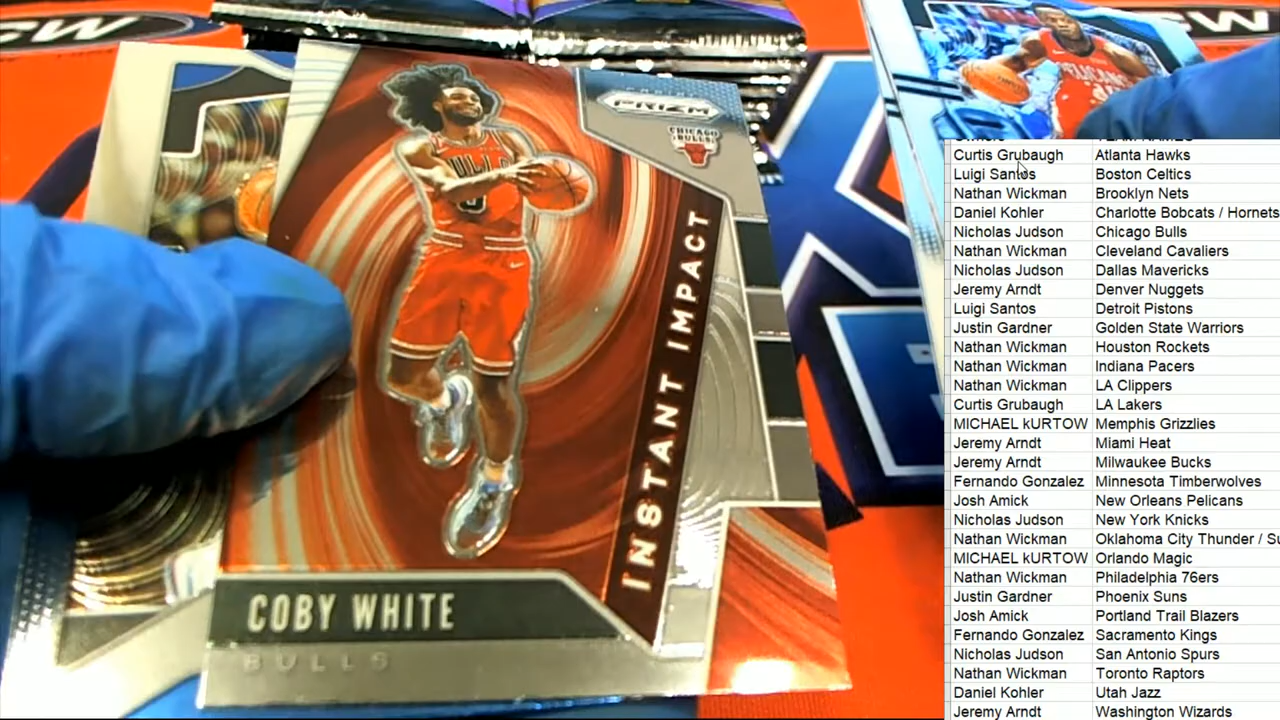 SW
SW
PRIZM
CHICAGO
BULLS
PELICANS
BULLS
INSTANT IMPACT
COBY WHITE
BULLS
Curtis Grubaugh Atlanta Hawks
Luigi Santos Boston Celtics
Nathan Wickman Brooklyn Nets
Daniel Kohler Charlotte Bobcats / Hornets
Nicholas Judson Chicago Bulls
Nathan Wickman Cleveland Cavaliers
Nicholas Judson Dallas Mavericks
Jeremy Arndt Denver Nuggets
Luigi Santos Detroit Pistons
Justin Gardner Golden State Warriors
Nathan Wickman Houston Rockets
Nathan Wickman Indiana Pacers
Nathan Wickman LA Clippers
Curtis Grubaugh LA Lakers
MICHAEL kURTOW Memphis Grizzlies
Jeremy Arndt Miami Heat
Jeremy Arndt Milwaukee Bucks
Fernando Gonzalez Minnesota Timberwolves
Josh Amick New Orleans Pelicans
Nicholas Judson New York Knicks
Nathan Wickman Oklahoma City Thunder / Su
MICHAEL kURTOW Orlando Magic
Nathan Wickman Philadelphia 76ers
Justin Gardner Phoenix Suns
Josh Amick Portland Trail Blazers
Fernando Gonzalez Sacramento Kings
Nicholas Judson San Antonio Spurs
Nathan Wickman Toronto Raptors
Daniel Kohler Utah Jazz
Jeremy Arndt Washington Wizards